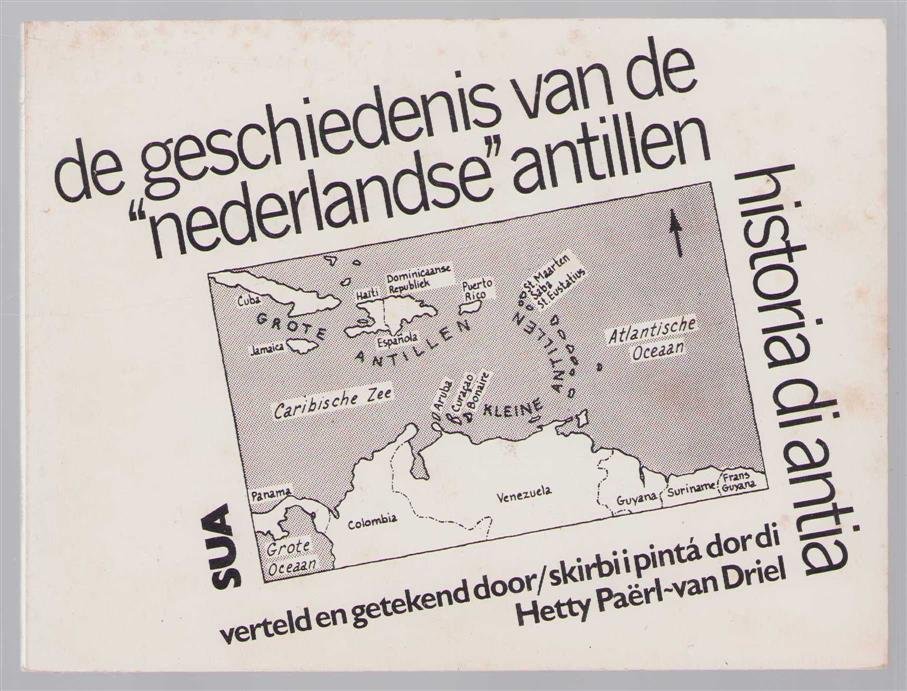 de geschiedenis van de
“nederlandse” antillen
historia di antia
Cuba
Haïti
Dominicaanse
Republiek
Puerto
Rico
St. Maarten
Saba
St. Eustatius
GROTE
ANTILLEN
Jamaica
Española
Atlantische
Oceaan
Caribische Zee
Aruba
Curaçao
Bonaire
KLEINE
ANTILLEN
Panama
Colombia
Venezuela
Guyana
Suriname
Frans
Guyana
Grote
Oceaan
SUA
verteld en getekend door/skirbi i pintá dor di
Hetty Paërl-van Driel